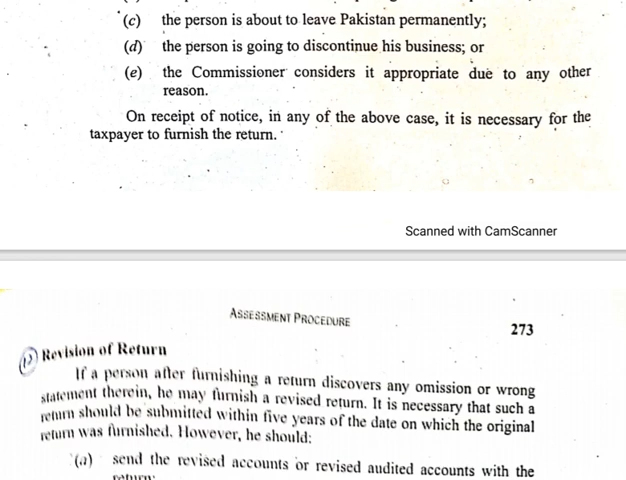 (c) the person is about to leave Pakistan permanently;
(d) the person is going to discontinue his business; or
(e) the Commissioner considers it appropriate due to any other
reason.
On receipt of notice, in any of the above case, it is necessary for the
taxpayer to furnish the return.
Scanned with CamScanner
ASSESSMENT PROCEDURE
273
Revision of Return
If a person after furnishing a return discovers any omission or wrong
statement therein, he may furnish a revised return. It is necessary that such a
return should be submitted within five years of the date on which the original
return was furnished. However, he should:
(a) send the revised accounts or revised audited accounts with the
return: